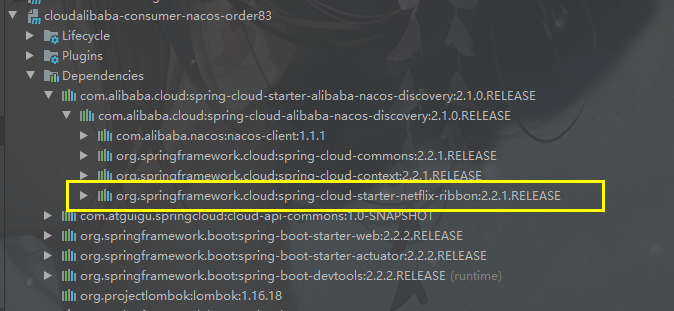 cloudalibaba-consumer-nacos-order83
Lifecycle
Plugins
Dependencies
com.alibaba.cloud:spring-cloud-starter-alibaba-nacos-discovery:2.1.0.RELEASE
com.alibaba.cloud:spring-cloud-alibaba-nacos-discovery:2.1.0.RELEASE
com.alibaba.nacos:nacos-client:1.1.1
org.springframework.cloud:spring-cloud-commons:2.2.1.RELEASE
org.springframework.cloud:spring-cloud-context:2.2.1.RELEASE
org.springframework.cloud:spring-cloud-starter-netflix-ribbon:2.2.1.RELEASE
com.atguigu.springcloud:cloud-api-commons:1.0-SNAPSHOT
org.springframework.boot:spring-boot-starter-web:2.2.2.RELEASE
org.springframework.boot:spring-boot-starter-actuator:2.2.2.RELEASE
org.springframework.boot:spring-boot-devtools:2.2.2.RELEASE (runtime)
org.projectlombok:lombok:1.16.18